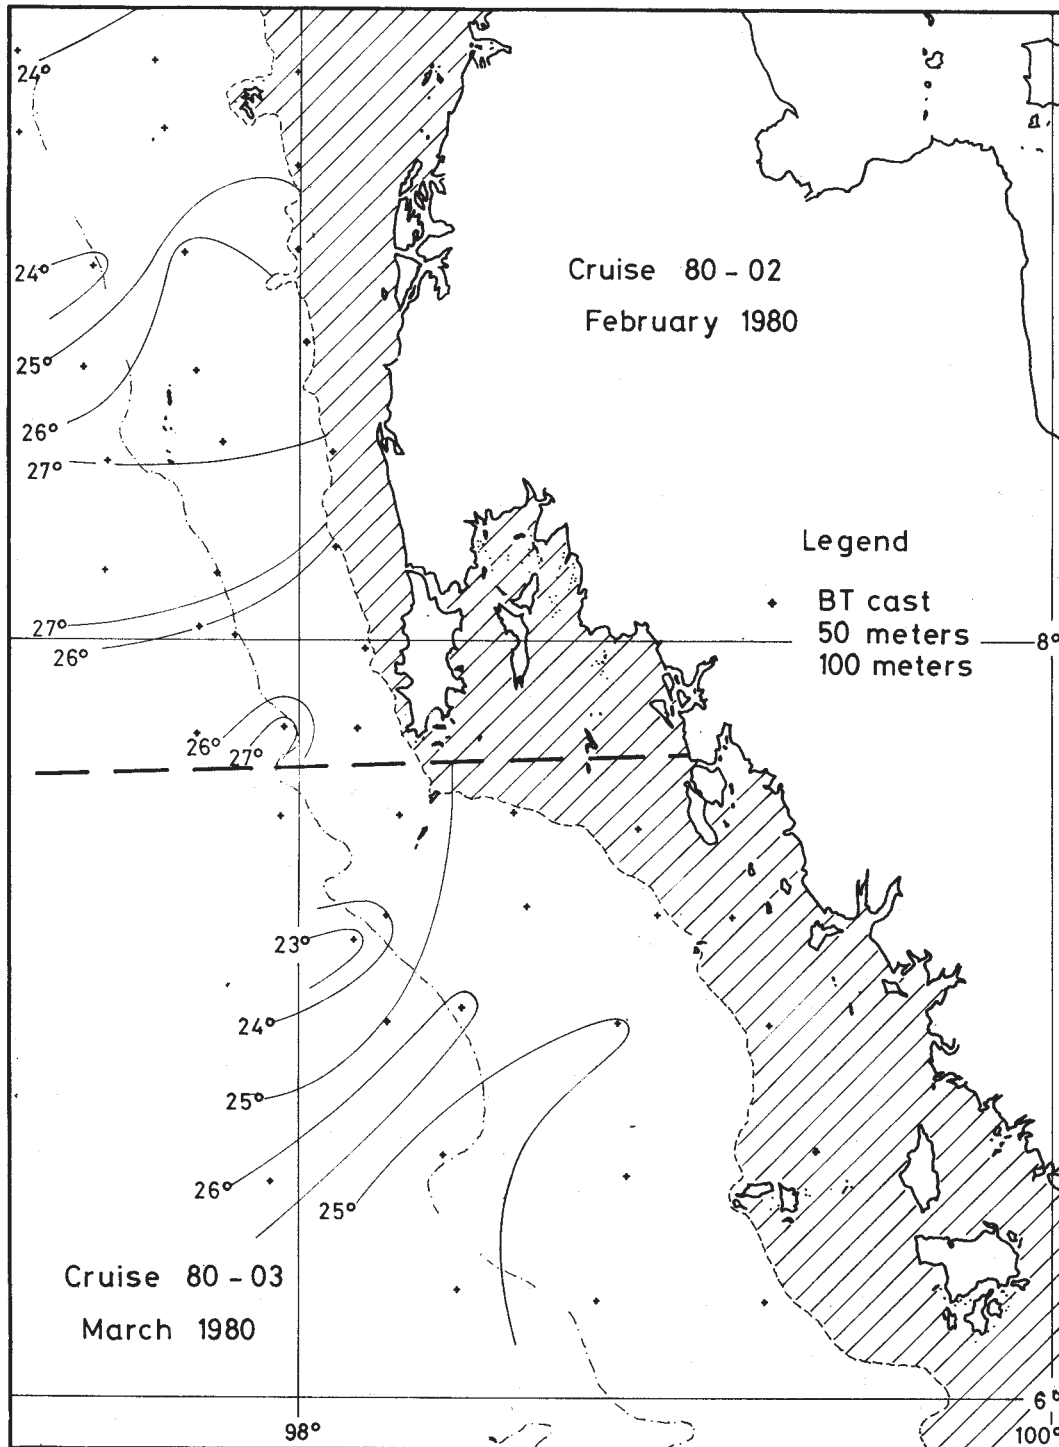 24°
Cruise 80-02
February 1980
24°
25°
26°
27°
Legend
+ BT cast
50 meters
100 meters
8°
27°
26°
26°
27°
23°
24°
25°
26°
25°
Cruise 80-03
March 1980
6°
98°
100°